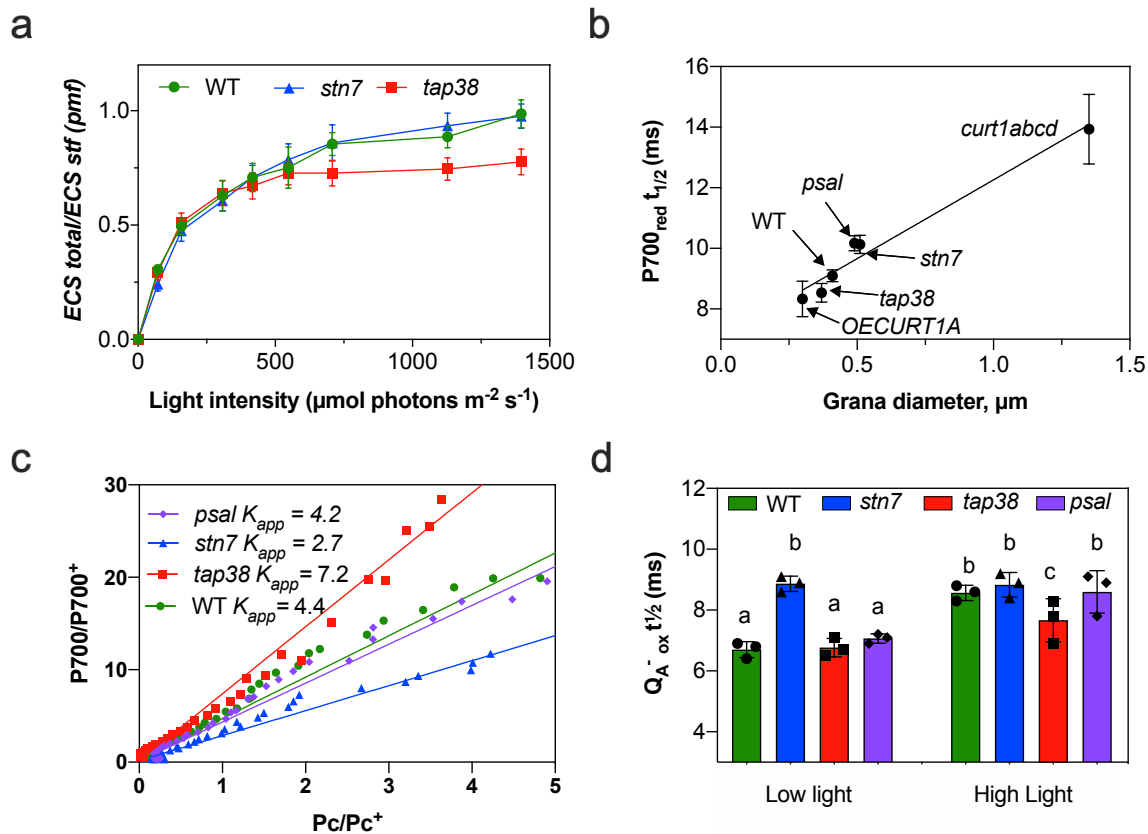 a
WT stn7 tap38
1.0
0.5
0.0
0 500 1000 1500
ECS total/ECS stf (pmf)
Light intensity (µmol photons m⁻² s⁻¹)
b
16
14
12
10
8
curt1abcd
psal
WT
stn7
tap38
OECURT1A
0.0 0.5 1.0 1.5
P700red t1/2 (ms)
Grana diameter, µm
c
30
20
10
0
psal Kapp = 4.2
stn7 Kapp = 2.7
tap38 Kapp = 7.2
WT Kapp = 4.4
0 1 2 3 4 5
P700/P700⁺
Pc/Pc⁺
d
12
10
8
6
4
WT stn7 tap38 psal
a b a a b b c b
Low light High Light
QA⁻ ox t½ (ms)